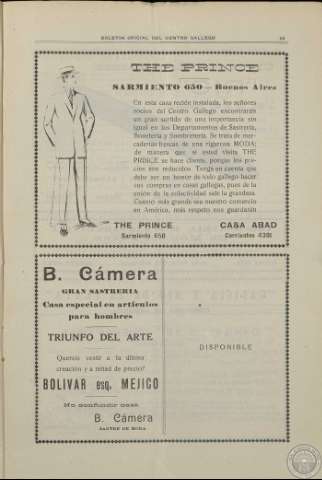 BOLETIN OFICIAL DEL CENTRO GALLEGO
THE PRINCE
SARMIENTO 650 — Buenos Aires
En esta casa recién instalada, los señores
socios del Centro Gallego encontrarán
un gran surtido de una importancia sin
igual en los Departamentos de Sastrería,
Bonetería y Sombrerería. Se trata de mer-
caderías típicas de una rigurosa MODA;
de manera que si usted visita THE
PRINCE se hace cliente, porque los pre-
cios son reducidos. Tenga en cuenta que
debe ser un honor de todo gallego hacer
sus compras en casas gallegas, pues de la
unión de la colectividad sale la grandeza.
Cuanto más grande sea nuestro comercio
en América, más respeto nos guardarán
THE PRINCE
Sarmiento 650
CASA ABAD
Corrientes
B. Cámera
GRAN SASTRERIA
Casa especial en artículos
para hombres
TRIUNFO DEL ARTE
Quereis vestir a la última
creación y a mitad de precio?
BOLIVAR esq. MEJICO
No confundir casa
B. Cámera
SASTRE DE MODA
DISPONIBLE